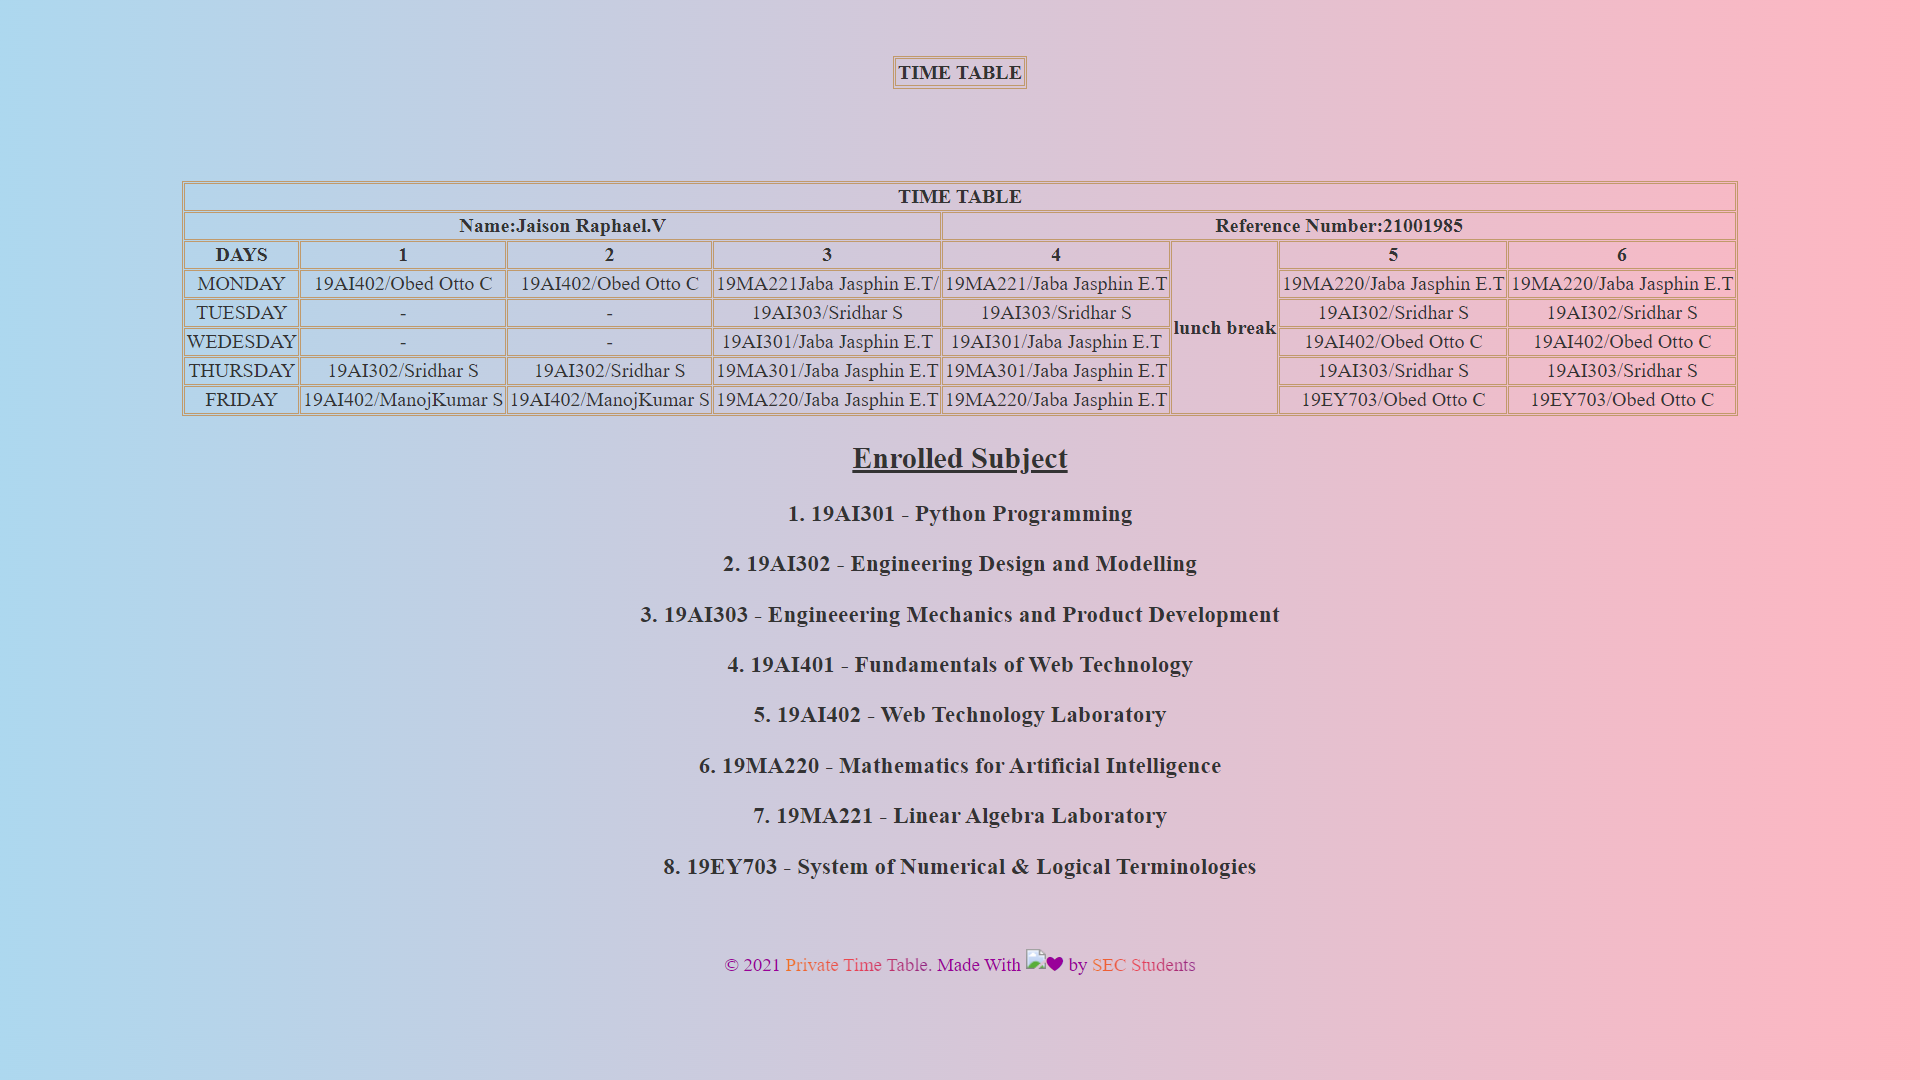 TIME TABLE
TIME TABLE
Name:Jaison Raphael.V Reference Number:21001985
DAYS 1 2 3 4 lunch break 5 6
MONDAY 19AI402/Obed Otto C 19AI402/Obed Otto C 19MA221Jaba Jasphin E.T/ 19MA221/Jaba Jasphin E.T 19MA220/Jaba Jasphin E.T 19MA220/Jaba Jasphin E.T
TUESDAY - - 19AI303/Sridhar S 19AI303/Sridhar S 19AI302/Sridhar S 19AI302/Sridhar S
WEDESDAY - - 19AI301/Jaba Jasphin E.T 19AI301/Jaba Jasphin E.T 19AI402/Obed Otto C 19AI402/Obed Otto C
THURSDAY 19AI302/Sridhar S 19AI302/Sridhar S 19MA301/Jaba Jasphin E.T 19MA301/Jaba Jasphin E.T 19AI303/Sridhar S 19AI303/Sridhar S
FRIDAY 19AI402/ManojKumar S 19AI402/ManojKumar S 19MA220/Jaba Jasphin E.T 19MA220/Jaba Jasphin E.T 19EY703/Obed Otto C 19EY703/Obed Otto C
Enrolled Subject
1. 19AI301 - Python Programming
2. 19AI302 - Engineering Design and Modelling
3. 19AI303 - Engineeering Mechanics and Product Development
4. 19AI401 - Fundamentals of Web Technology
5. 19AI402 - Web Technology Laboratory
6. 19MA220 - Mathematics for Artificial Intelligence
7. 19MA221 - Linear Algebra Laboratory
8. 19EY703 - System of Numerical & Logical Terminologies
© 2021 Private Time Table. Made With ♥ by SEC Students